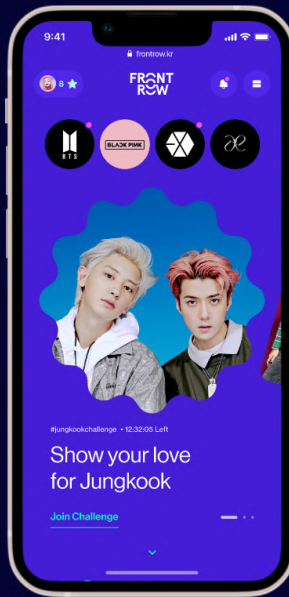 9:41
frontrow.kr
8
FRONT
ROW
BTS
BLACKPINK
#jungkookchallenge • 12:32:05 Left
Show your love
for Jungkook
Join Challenge